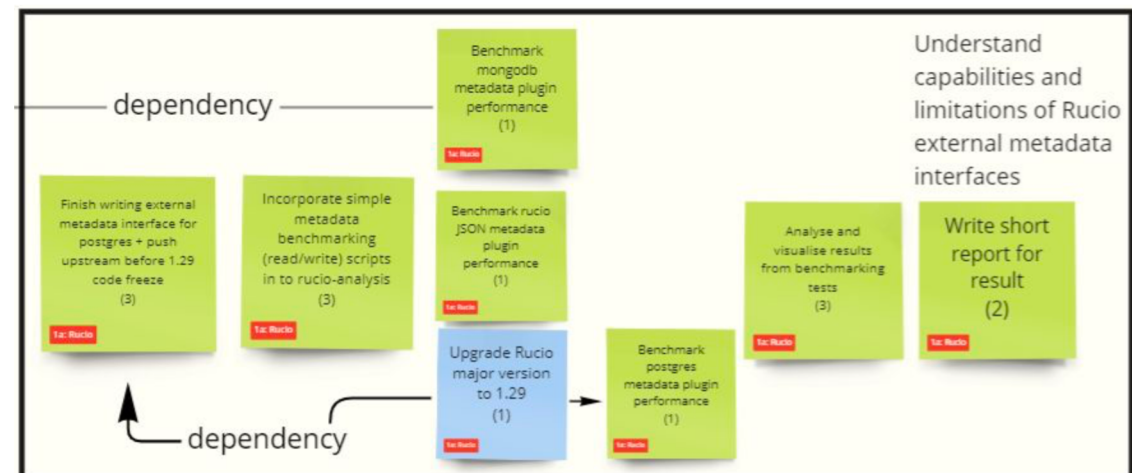 Benchmark
mongodb
metadata plugin
performance
(1)
1a: Rucio
Understand
capabilities and
limitations of Rucio
external metadata
interfaces
dependency
Finish writing external
metadata interface for
postgres + push
upstream before 1.29
code freeze
(3)
1a: Rucio
Incorporate simple
metadata
benchmarking
(read/write) scripts
in to rucio-analysis
(3)
1a: Rucio
Benchmark rucio
JSON metadata
plugin
performance
(1)
1a: Rucio
Analyse and
visualise results
from benchmarking
tests
(3)
1a: Rucio
Write short
report for
result
(2)
1a: Rucio
Upgrade Rucio
major version
to 1.29
(1)
1a: Rucio
Benchmark
postgres
metadata plugin
performance
(1)
1a: Rucio
dependency